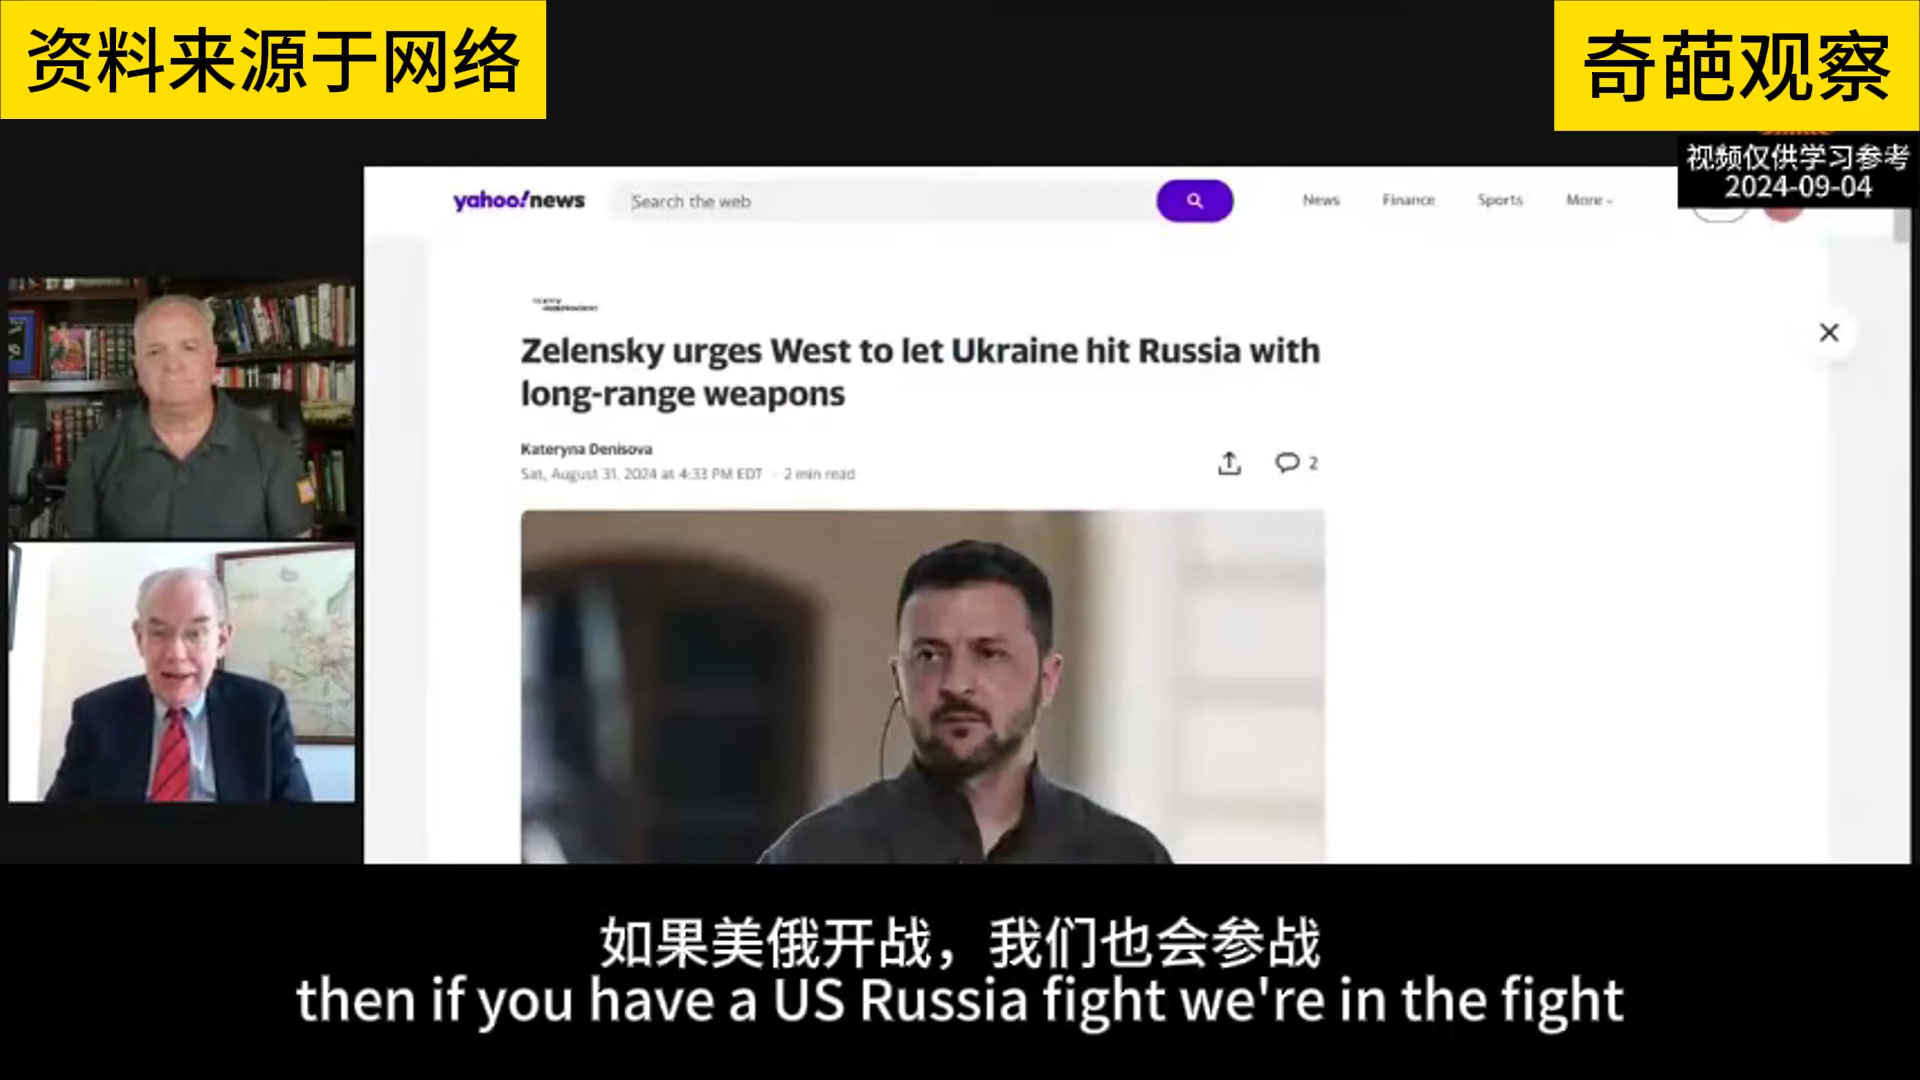 资料来源于网络
奇葩观察
视频仅供学习参考
2024-09-04
yahoo!news
Search the web
News
Finance
Sports
More
Zelensky urges West to let Ukraine hit Russia with
long-range weapons
Kateryna Denisova
Sat, August 31, 2024 at 4:33 PM EDT · 2 min read
2
如果美俄开战，我们也会参战
then if you have a US Russia fight we're in the fight